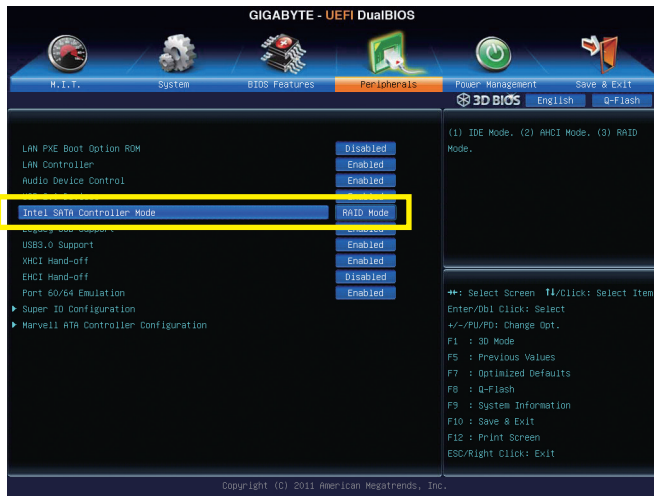 GIGABYTE - UEFI DualBIOS
M.I.T. System BIOS Features Peripherals Power Management Save & Exit
3D BIOS English Q-Flash
(1) IDE Mode. (2) AHCI Mode. (3) RAID
Mode.
LAN PXE Boot Option ROM Disabled
LAN Controller Enabled
Audio Device Control Enabled
Intel SATA Controller Mode RAID Mode
Legacy USB Support Enabled
USB3.0 Support Enabled
XHCI Hand-off Enabled
EHCI Hand-off Disabled
Port 60/64 Emulation Enabled
Super IO Configuration
Marvell ATA Controller Configuration
→←: Select Screen ↑↓/Click: Select Item
Enter/Dbl Click: Select
+/-/PU/PD: Change Opt.
F1 : 3D Mode
F5 : Previous Values
F7 : Optimized Defaults
F8 : Q-Flash
F9 : System Information
F10 : Save & Exit
F12 : Print Screen
ESC/Right Click: Exit
Copyright (C) 2011 American Megatrends, Inc.